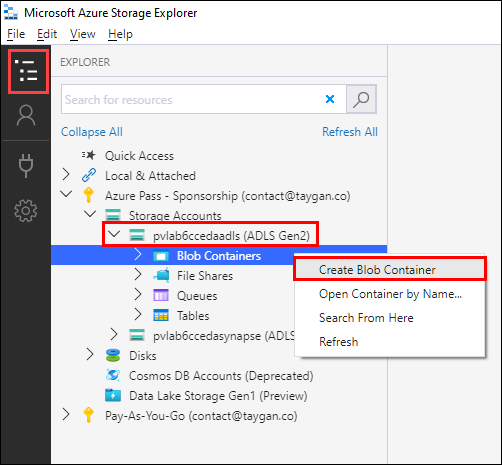 Microsoft Azure Storage Explorer
File Edit View Help
EXPLORER
Search for resources
Collapse All Refresh All
Quick Access
Local & Attached
Azure Pass - Sponsorship (contact@taygan.co)
Storage Accounts
pvlab6ccedaadls (ADLS Gen2)
Blob Containers
File Shares
Queues
Tables
pvlab6ccedasynapse (ADLS
Disks
Cosmos DB Accounts (Deprecated)
Data Lake Storage Gen1 (Preview)
Pay-As-You-Go (contact@taygan.co)
Create Blob Container
Open Container by Name...
Search From Here
Refresh